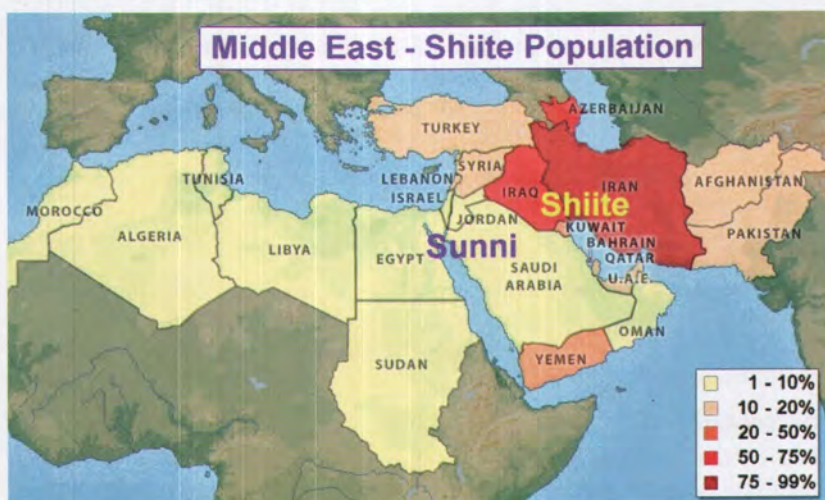 Middle East - Shiite Population
AZERBAIJAN
TURKEY
SYRIA
LEBANON
ISRAEL
IRAQ
IRAN
AFGHANISTAN
TUNISIA
MOROCCO
ALGERIA
LIBYA
EGYPT
JORDAN
Shiite
Sunni
KUWAIT
BAHRAIN
QATAR
U.A.E.
PAKISTAN
SAUDI
ARABIA
OMAN
SUDAN
YEMEN
1 - 10%
10 - 20%
20 - 50%
50 - 75%
75 - 99%